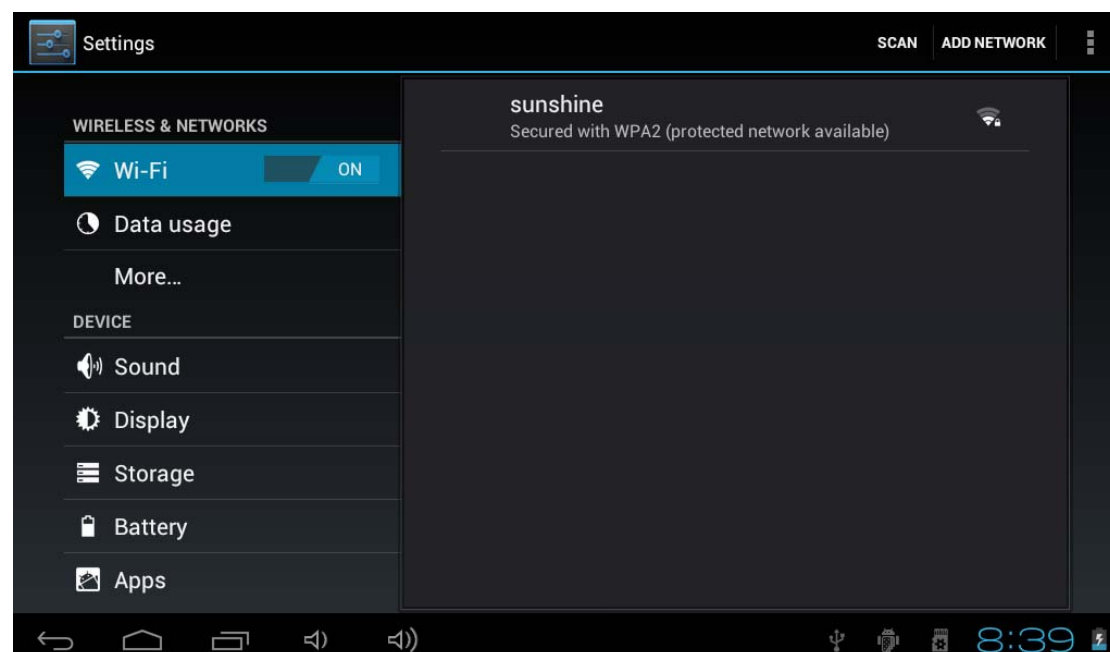 Settings
SCAN
ADD NETWORK
WIRELESS & NETWORKS
Wi-Fi
ON
Data usage
More...
DEVICE
Sound
Display
Storage
Battery
Apps
sunshine
Secured with WPA2 (protected network available)
8:39